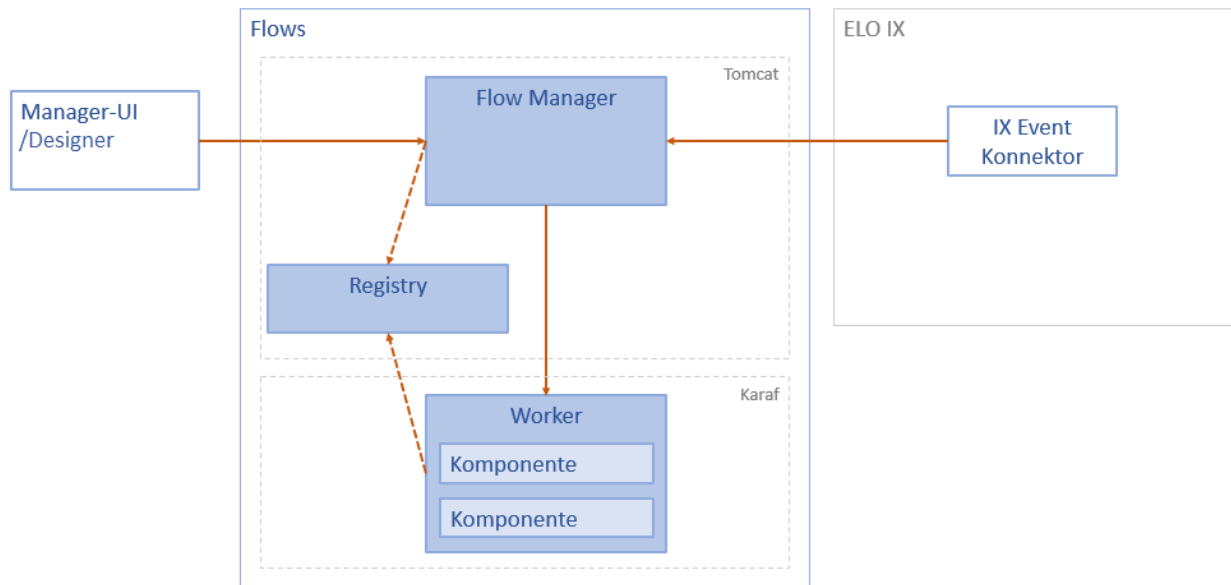 Flows
ELO IX
Tomcat
Manager-UI
/Designer
Flow Manager
IX Event
Konnektor
Registry
Karaf
Worker
Komponente
Komponente